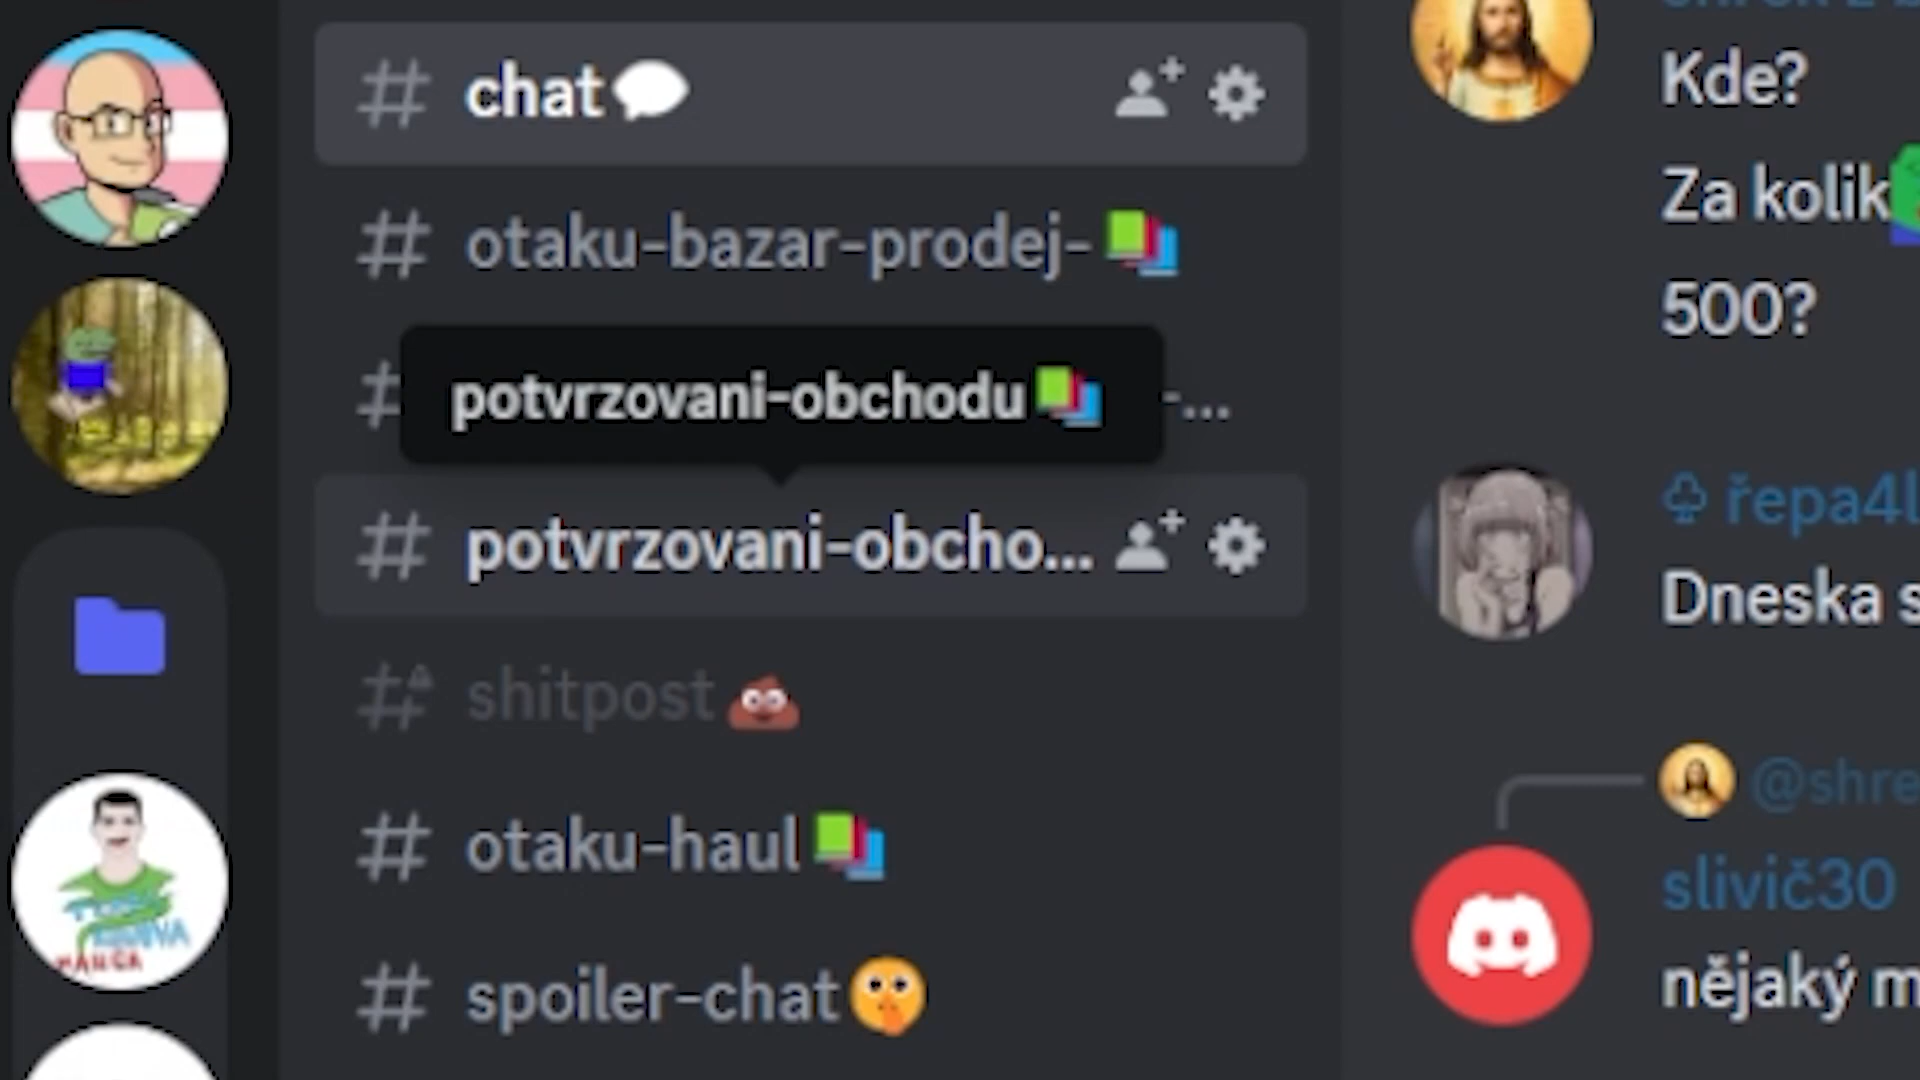 chat
otaku-bazar-prodej-
potvrzovani-obchodu
-...
potvrzovani-obcho...
shitpost
otaku-haul
spoiler-chat
MANGA
Kde?
Za kolik
500?
řepa4l
Dneska s
@shre
slivič30
nějaký m